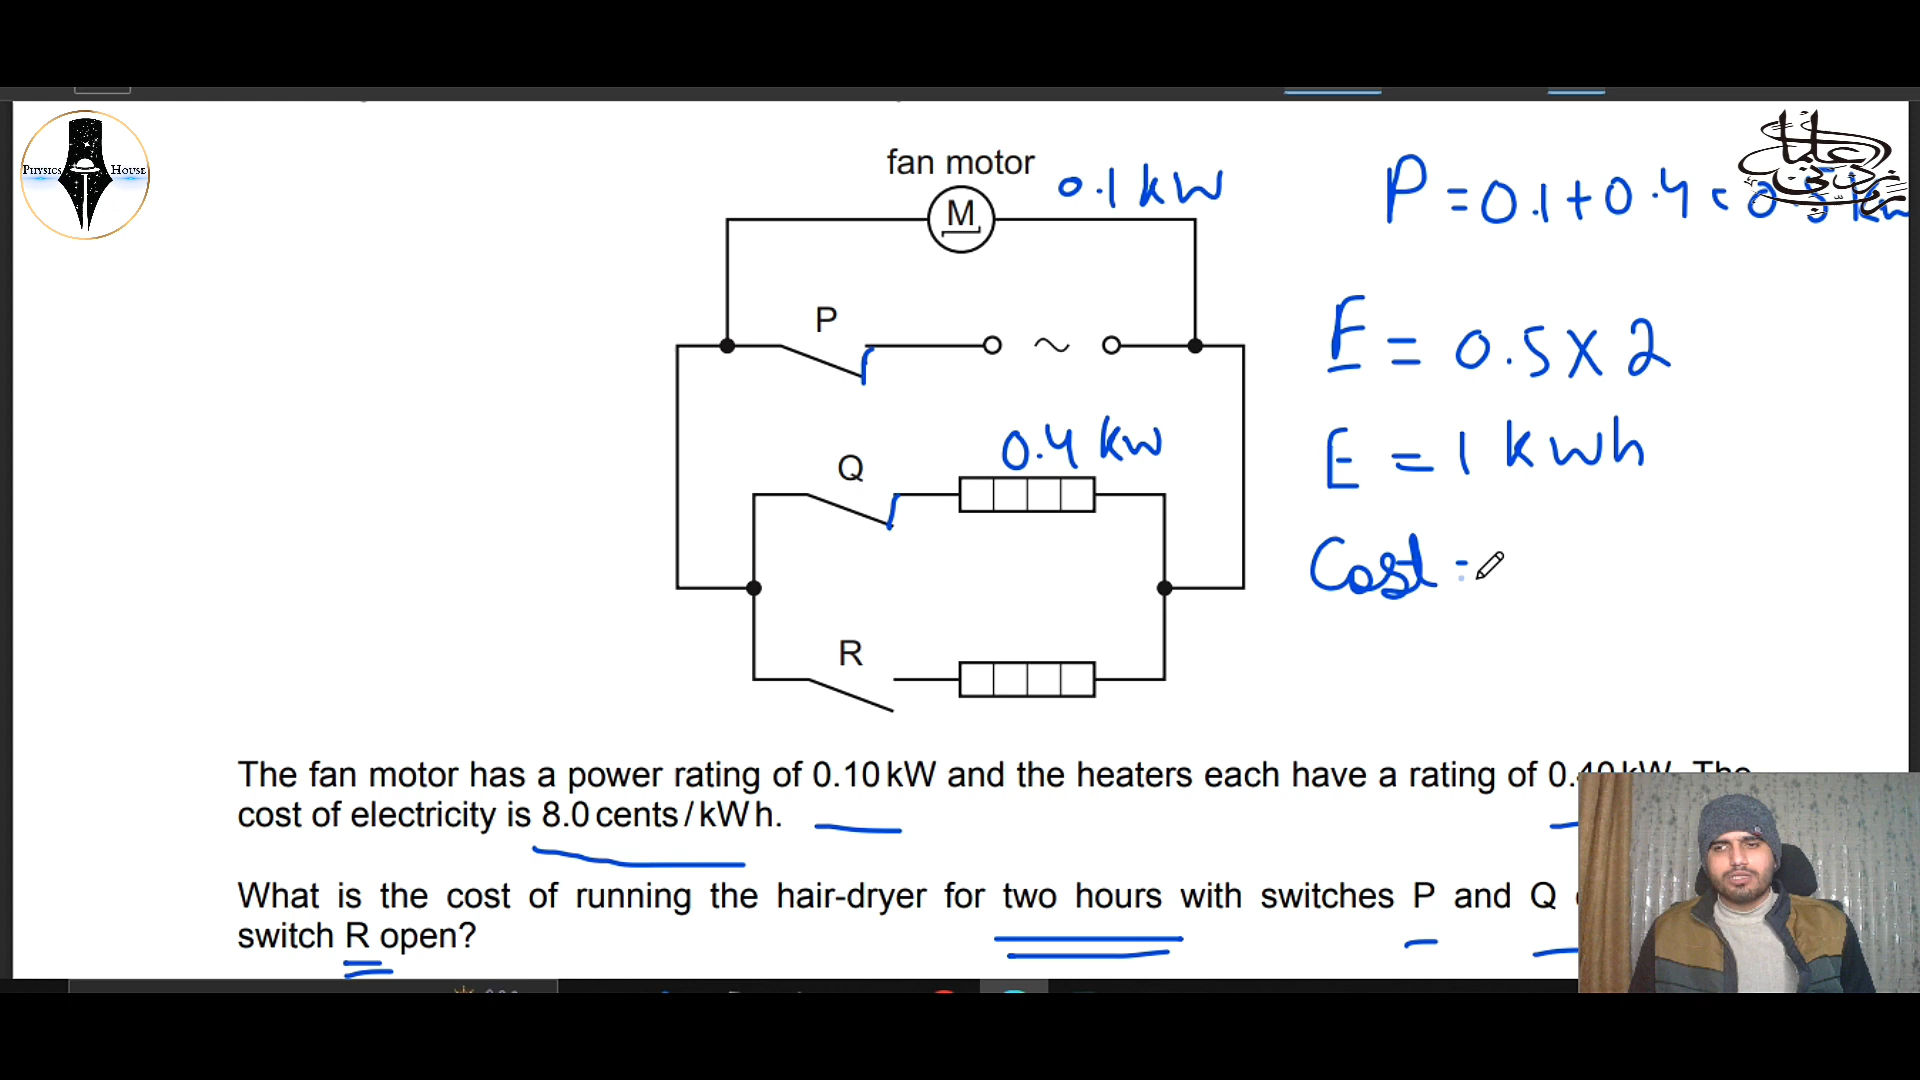 PHYSICS HOUSE
fan motor
0.1 kW
M
P = 0.1 + 0.4 = 0.5 kW
P
E = 0.5 x 2
0.4 kW
Q
E = 1 kWh
Cost =
R
The fan motor has a power rating of 0.10 kW and the heaters each have a rating of 0.40 kW. The
cost of electricity is 8.0 cents / kW h.
What is the cost of running the hair-dryer for two hours with switches P and Q
switch R open?